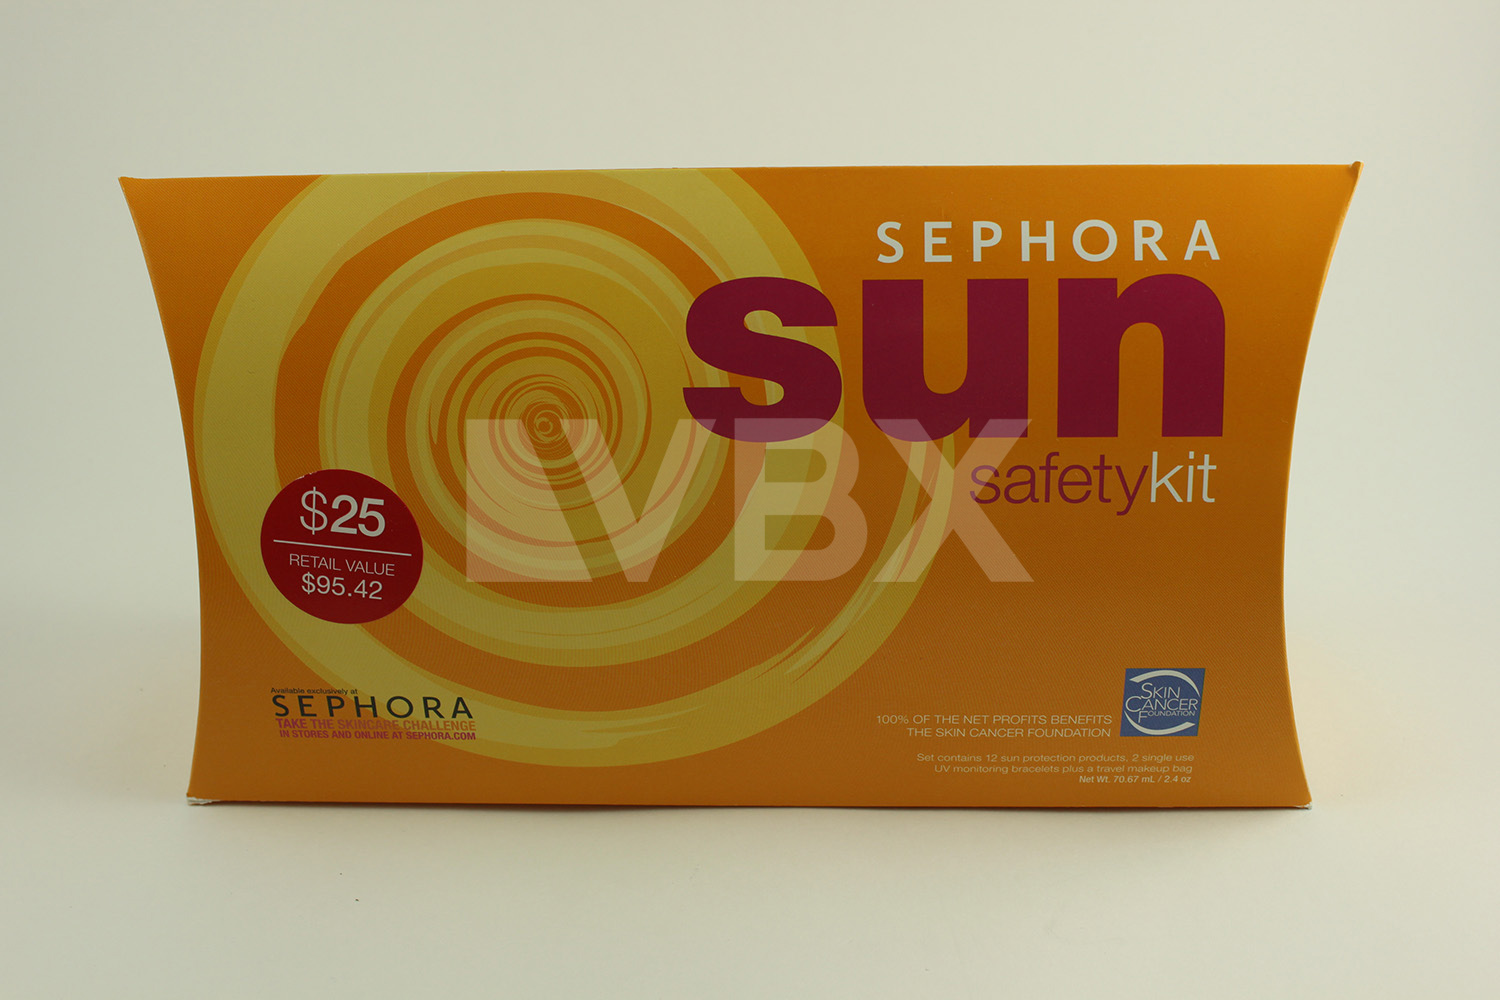 SEPHORA
sun
safetykit
VBX
$25
RETAIL VALUE
$95.42
Available exclusively at
SEPHORA
TAKE THE SKINCARE CHALLENGE
IN STORES AND ONLINE AT SEPHORA.COM
100% OF THE NET PROFITS BENEFITS
THE SKIN CANCER FOUNDATION
SKIN
CANCER
FOUNDATION
Set contains 12 sun protection products, 2 single use
UV monitoring bracelets plus a travel makeup bag
Net Wt. 70.67 mL / 2.4 oz